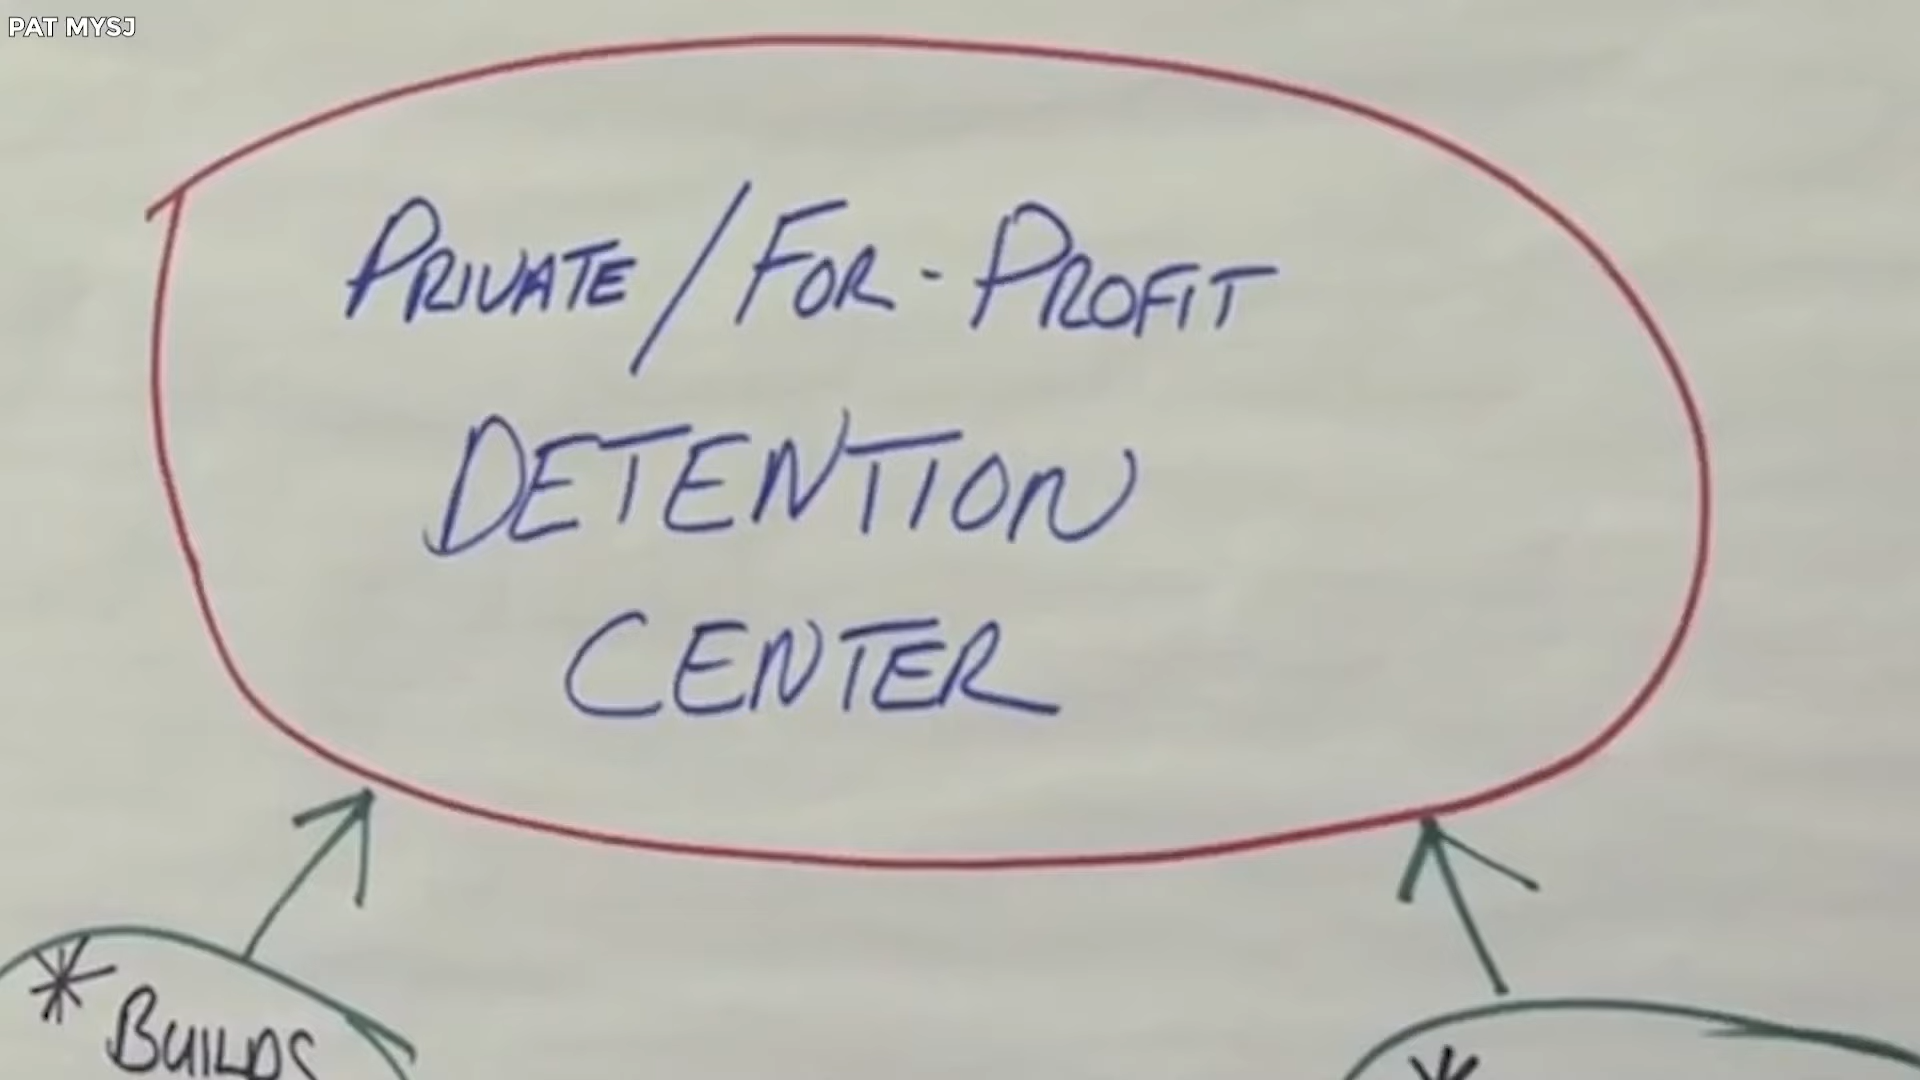 PAT MYSJ
PRIVATE / FOR-PROFIT
DETENTION
CENTER
* BUILDS
*